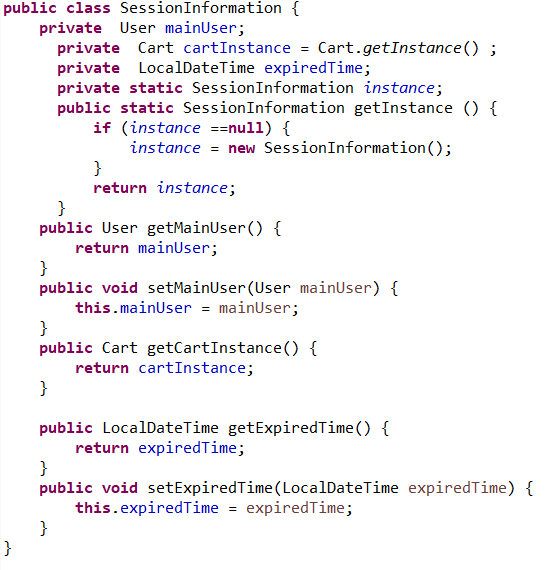 public class SessionInformation {
private  User mainUser;
private  Cart cartInstance = Cart.getInstance() ;
private  LocalDateTime expiredTime;
private static SessionInformation instance;
public static SessionInformation getInstance () {
if (instance ==null) {
instance = new SessionInformation();
}
return instance;
}
public User getMainUser() {
return mainUser;
}
public void setMainUser(User mainUser) {
this.mainUser = mainUser;
}
public Cart getCartInstance() {
return cartInstance;
}
public LocalDateTime getExpiredTime() {
return expiredTime;
}
public void setExpiredTime(LocalDateTime expiredTime) {
this.expiredTime = expiredTime;
}
}